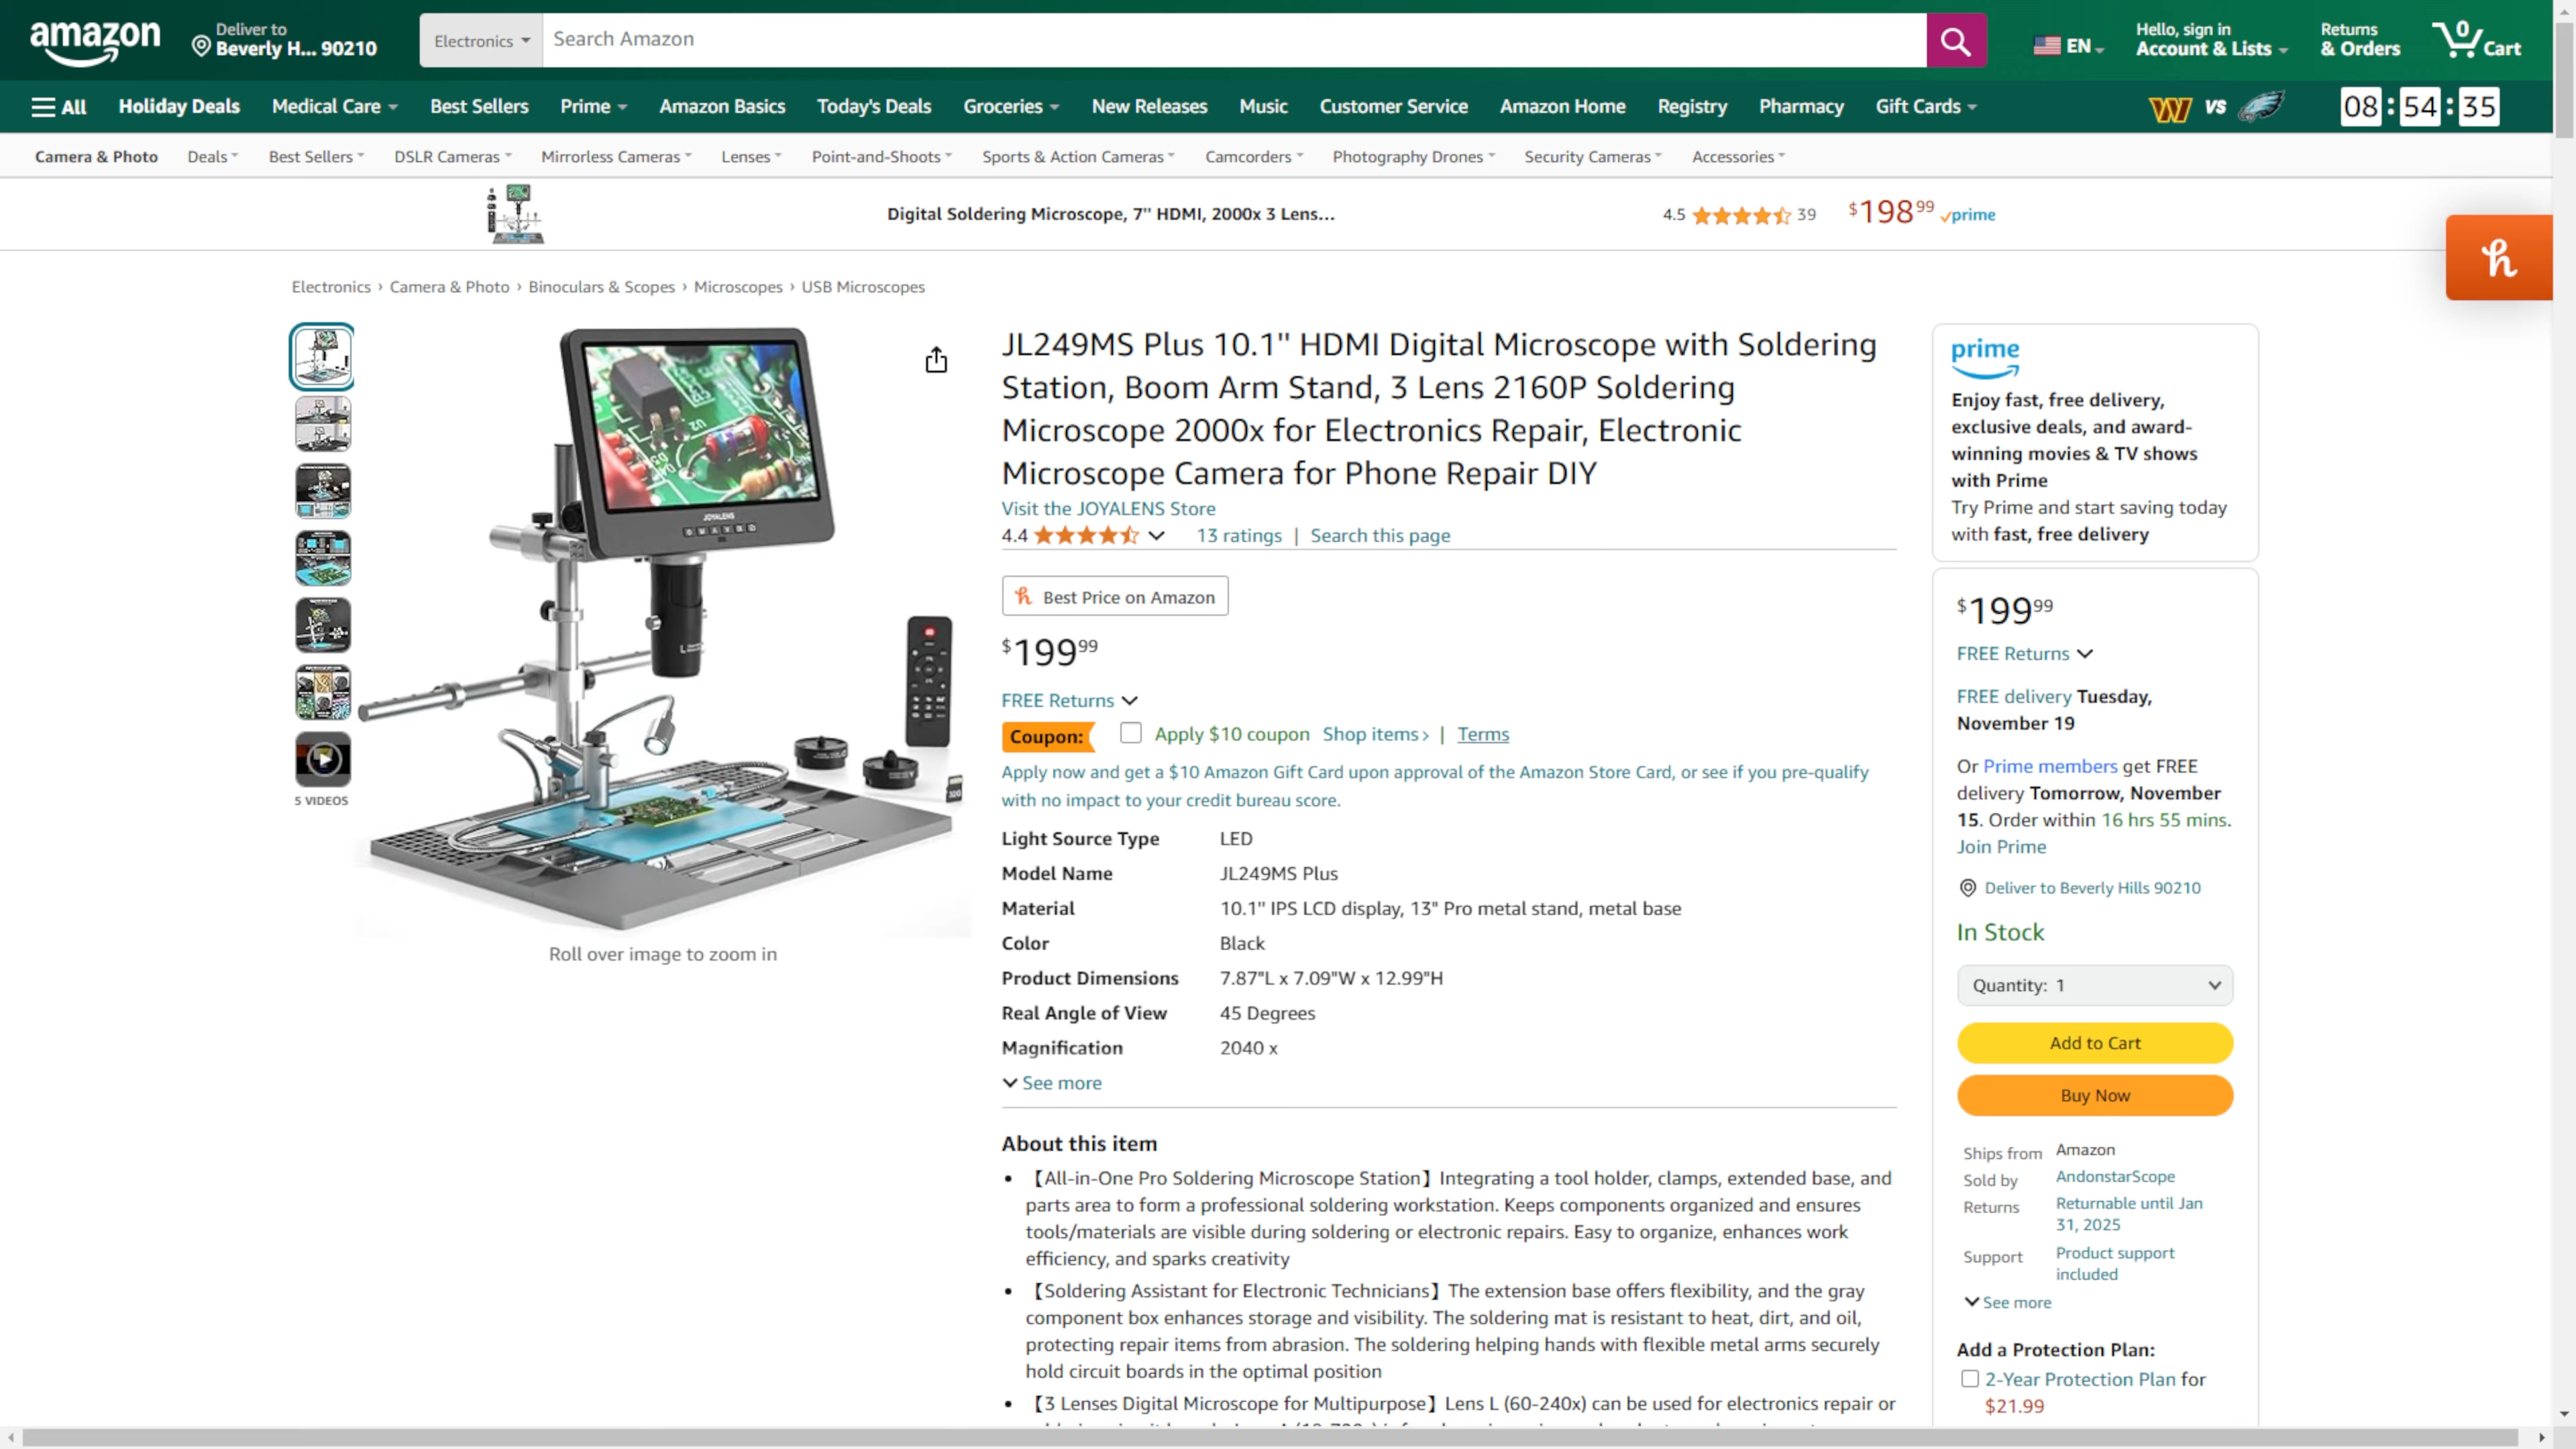 amazon
Deliver to
Beverly H... 90210
Electronics
Search Amazon
EN
Hello, sign in
Account & Lists
Returns
& Orders
0
Cart
All
Holiday Deals
Medical Care
Best Sellers
Prime
Amazon Basics
Today's Deals
Groceries
New Releases
Music
Customer Service
Amazon Home
Registry
Pharmacy
Gift Cards
W VS
08 : 54 : 35
Camera & Photo
Deals
Best Sellers
DSLR Cameras
Mirrorless Cameras
Lenses
Point-and-Shoots
Sports & Action Cameras
Camcorders
Photography Drones
Security Cameras
Accessories
Digital Soldering Microscope, 7'' HDMI, 2000x 3 Lens...
4.5
39
$198 99
prime
h
Electronics › Camera & Photo › Binoculars & Scopes › Microscopes › USB Microscopes
JOYALENS
5 VIDEOS
Roll over image to zoom in
JL249MS Plus 10.1'' HDMI Digital Microscope with Soldering
Station, Boom Arm Stand, 3 Lens 2160P Soldering
Microscope 2000x for Electronics Repair, Electronic
Microscope Camera for Phone Repair DIY
Visit the JOYALENS Store
4.4
13 ratings | Search this page
Best Price on Amazon
$199 99
FREE Returns
Coupon:
Apply $10 coupon Shop items › | Terms
Apply now and get a $10 Amazon Gift Card upon approval of the Amazon Store Card, or see if you pre-qualify
with no impact to your credit bureau score.
Light Source Type LED
Model Name JL249MS Plus
Material 10.1'' IPS LCD display, 13" Pro metal stand, metal base
Color Black
Product Dimensions 7.87"L x 7.09"W x 12.99"H
Real Angle of View 45 Degrees
Magnification 2040 x
See more
About this item
• 【All-in-One Pro Soldering Microscope Station】Integrating a tool holder, clamps, extended base, and
parts area to form a professional soldering workstation. Keeps components organized and ensures
tools/materials are visible during soldering or electronic repairs. Easy to organize, enhances work
efficiency, and sparks creativity
• 【Soldering Assistant for Electronic Technicians】The extension base offers flexibility, and the gray
component box enhances storage and visibility. The soldering mat is resistant to heat, dirt, and oil,
protecting repair items from abrasion. The soldering helping hands with flexible metal arms securely
hold circuit boards in the optimal position
• 【3 Lenses Digital Microscope for Multipurpose】Lens L (60-240x) can be used for electronics repair or
prime
Enjoy fast, free delivery,
exclusive deals, and award-
winning movies & TV shows
with Prime
Try Prime and start saving today
with fast, free delivery
$199 99
FREE Returns
FREE delivery Tuesday,
November 19
Or Prime members get FREE
delivery Tomorrow, November
15. Order within 16 hrs 55 mins.
Join Prime
Deliver to Beverly Hills 90210
In Stock
Quantity: 1
Add to Cart
Buy Now
Ships from Amazon
Sold by AndonstarScope
Returns Returnable until Jan
31, 2025
Support Product support
included
See more
Add a Protection Plan:
2-Year Protection Plan for
$21.99